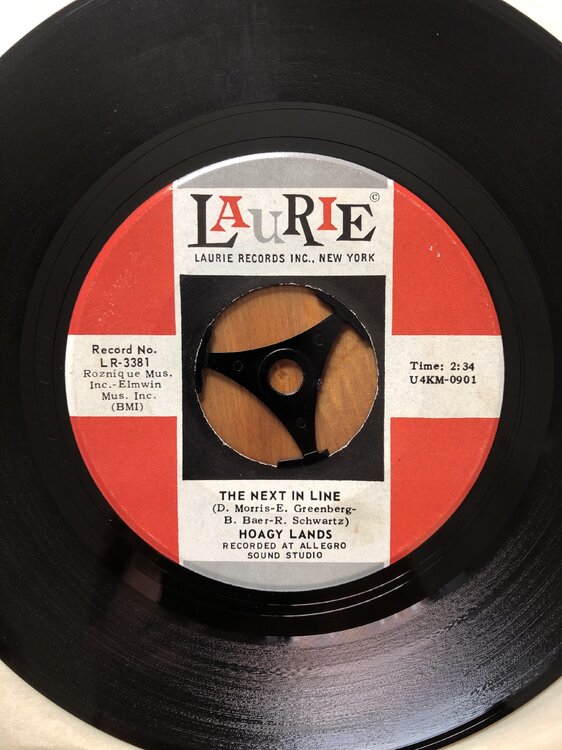 LAuRIE ©
LAURIE RECORDS INC., NEW YORK
Record No.
LR-3381
Roznique Mus.
Inc.-Elmwin
Mus. Inc.
(BMI)
Time: 2:34
U4KM-0901
THE NEXT IN LINE
(D. Morris-E. Greenberg-
B. Baer-R. Schwartz)
HOAGY LANDS
RECORDED AT ALLEGRO
SOUND STUDIO